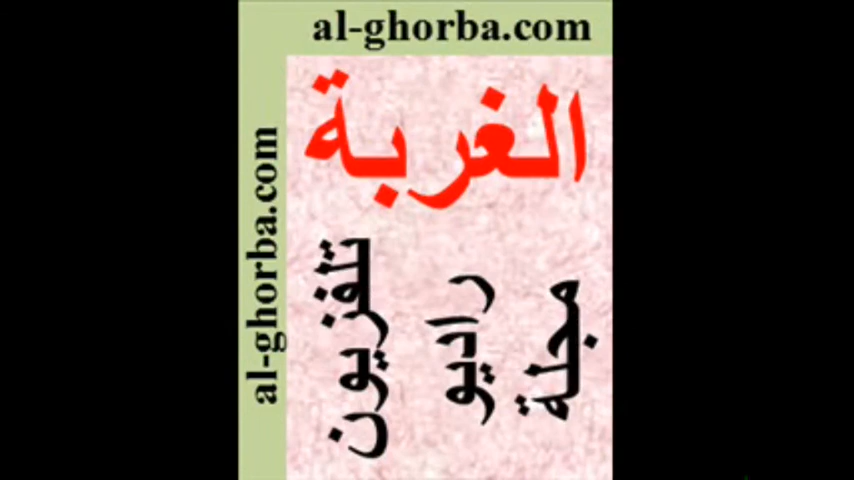 al-ghorba.com
al-ghorba.com
الغربة
مجلة
راديو
تلفزيون